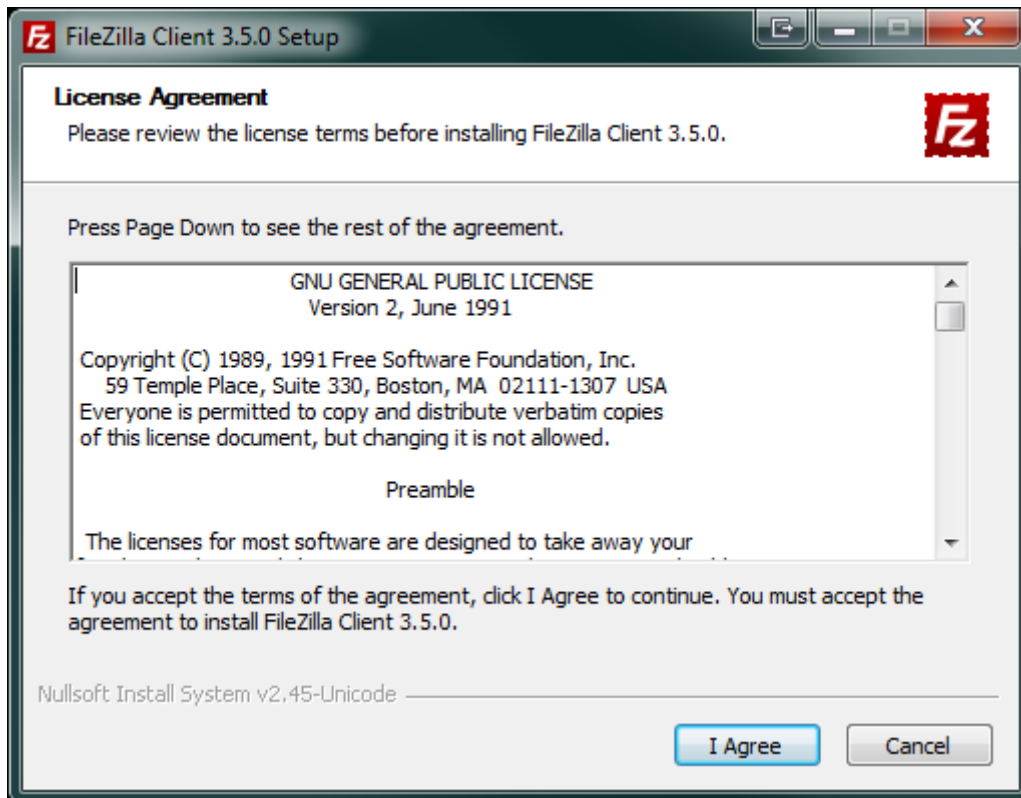 FileZilla Client 3.5.0 Setup
License Agreement
Please review the license terms before installing FileZilla Client 3.5.0.
Fz
Press Page Down to see the rest of the agreement.
GNU GENERAL PUBLIC LICENSE
Version 2, June 1991
Copyright (C) 1989, 1991 Free Software Foundation, Inc.
59 Temple Place, Suite 330, Boston, MA 02111-1307 USA
Everyone is permitted to copy and distribute verbatim copies
of this license document, but changing it is not allowed.
Preamble
The licenses for most software are designed to take away your
If you accept the terms of the agreement, click I Agree to continue. You must accept the
agreement to install FileZilla Client 3.5.0.
Nullsoft Install System v2.45-Unicode
I Agree
Cancel